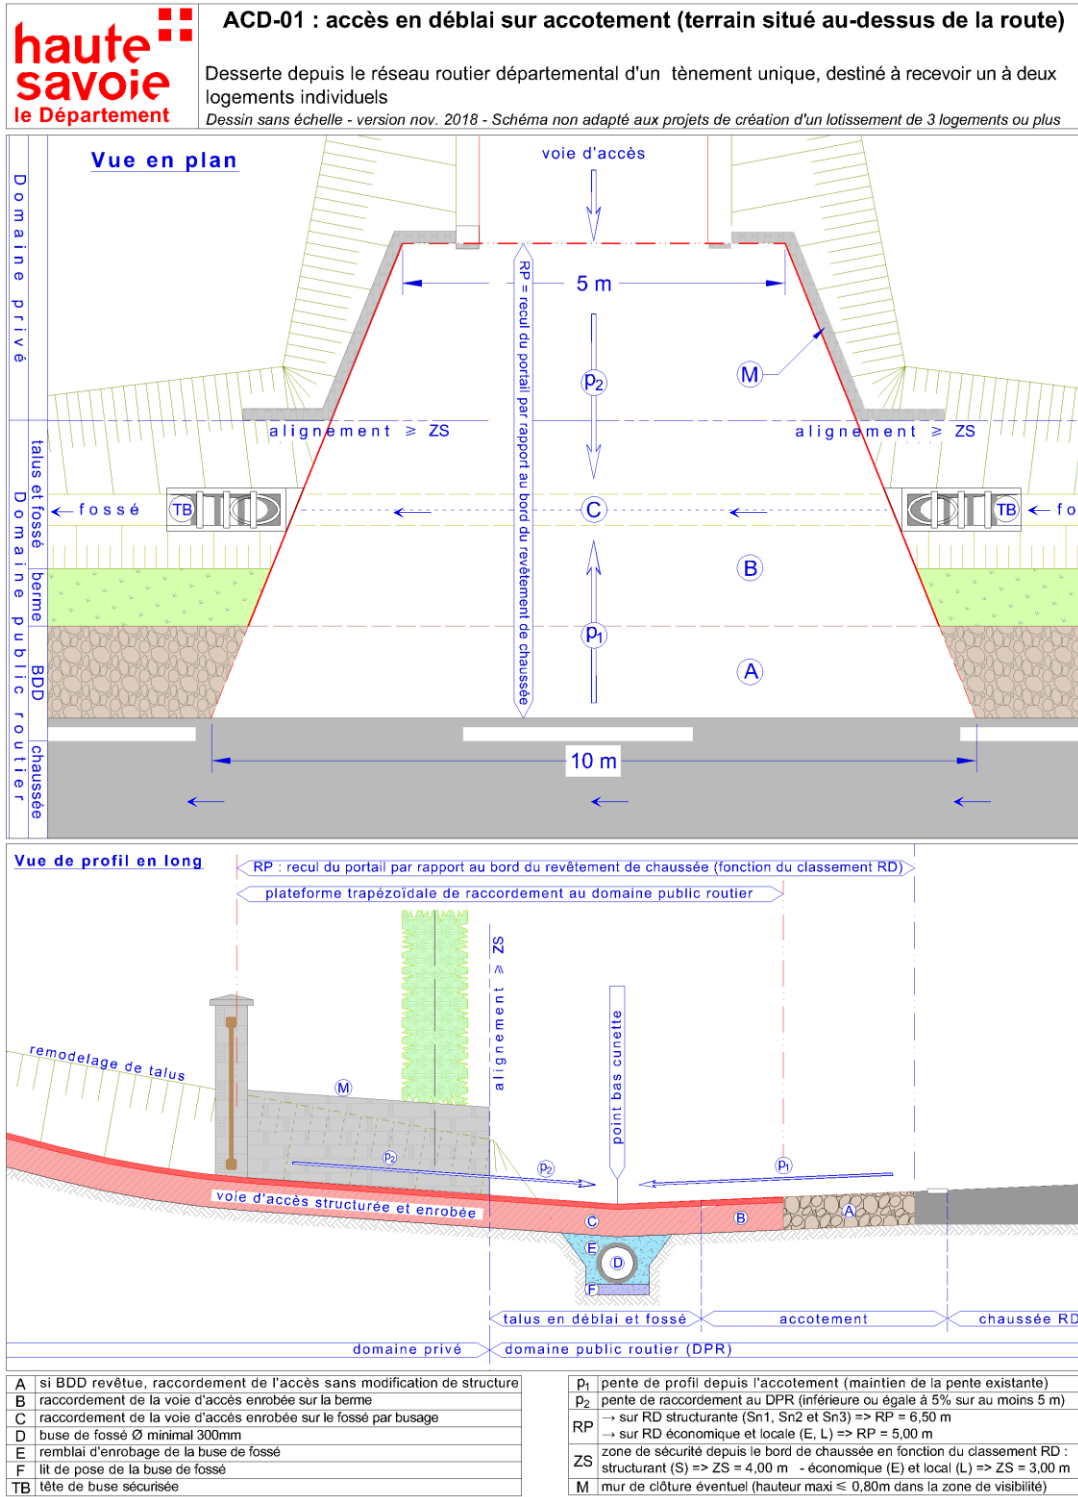 haute
savoie
le Département
ACD-01 : accès en déblai sur accotement (terrain situé au-dessus de la route)
Desserte depuis le réseau routier départemental d'un tènement unique, destiné à recevoir un à deux
logements individuels
Dessin sans échelle - version nov. 2018 - Schéma non adapté aux projets de création d'un lotissement de 3 logements ou plus
Vue en plan
voie d'accès
Domaine privé
5 m
RP = recul du portail par rapport au bord du revêtement de chaussée
p2
M
alignement ≥ ZS
alignement ≥ ZS
talus et fossé
Domaine public routier
← fossé
TB
C
TB
← fo
B
berme
p1
BDD
A
chaussée
10 m
Vue de profil en long
RP : recul du portail par rapport au bord du revêtement de chaussée (fonction du classement RD)
plateforme trapézoïdale de raccordement au domaine public routier
alignement ≥ ZS
point bas cunette
remodelage de talus
M
p2
p2
p1
voie d'accès structurée et enrobée
C
B
A
E
D
F
talus en déblai et fossé
accotement
chaussée RD
domaine privé
domaine public routier (DPR)
A si BDD revêtue, raccordement de l'accès sans modification de structure
B raccordement de la voie d'accès enrobée sur la berme
C raccordement de la voie d'accès enrobée sur le fossé par busage
D buse de fossé Ø minimal 300mm
E remblai d'enrobage de la buse de fossé
F lit de pose de la buse de fossé
TB tête de buse sécurisée
p1 pente de profil depuis l'accotement (maintien de la pente existante)
p2 pente de raccordement au DPR (inférieure ou égale à 5% sur au moins 5 m)
RP → sur RD structurante (Sn1, Sn2 et Sn3) => RP = 6,50 m
→ sur RD économique et locale (E, L) => RP = 5,00 m
ZS zone de sécurité depuis le bord de chaussée en fonction du classement RD :
structurant (S) => ZS = 4,00 m - économique (E) et local (L) => ZS = 3,00 m
M mur de clôture éventuel (hauteur maxi ≤ 0,80m dans la zone de visibilité)